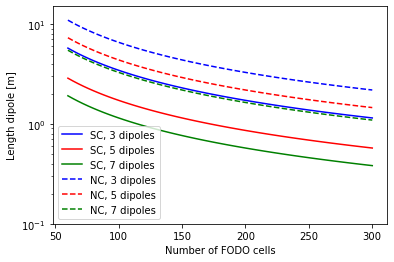 10¹
10⁰
10⁻¹
Length dipole [m]
SC, 3 dipoles
SC, 5 dipoles
SC, 7 dipoles
NC, 3 dipoles
NC, 5 dipoles
NC, 7 dipoles
50 100 150 200 250 300
Number of FODO cells